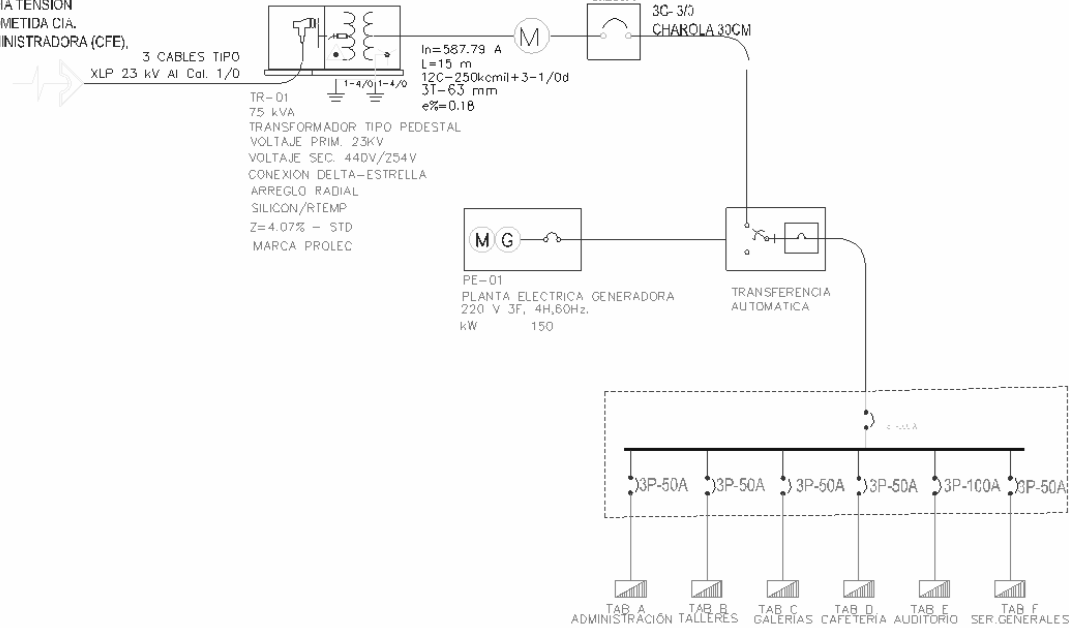 IA TENSION
METIDA CIA.
INISTRADORA (CFE),
3 CABLES TIPO
XLP 23 kV Al Cal. 1/0
1-4/0 1-4/0
TR-01
75 kVA
TRANSFORMADOR TIPO PEDESTAL
VOLTAJE PRIM. 23KV
VOLTAJE SEC. 440V/254V
CONEXION DELTA-ESTRELLA
ARREGLO RADIAL
SILICON/RTEMP
Z=4.07% - STD
MARCA PROLEC
In=587.79 A
L=15 m
12C-250kcmil+3-1/0d
3T-63 mm
e%=0.18
M
3C- 3/0
CHAROLA 30CM
M G
PE-01
PLANTA ELECTRICA GENERADORA
220 V 3F, 4H,60Hz.
kW 150
TRANSFERENCIA
AUTOMATICA
3P-50A 3P-50A 3P-50A 3P-50A 3P-100A 3P-50A
TAB A TAB B TAB C TAB D TAB E TAB F
ADMINISTRACIÓN TALLERES GALERÍAS CAFETERÍA AUDITORIO SER.GENERALES